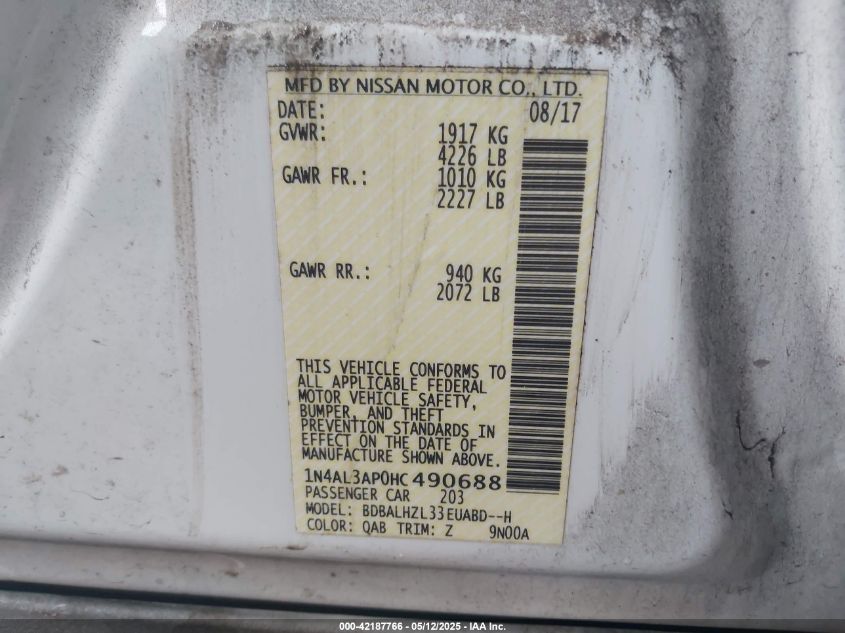 MFD BY NISSAN MOTOR CO., LTD.
DATE: 08/17
GVWR: 1917 KG
4226 LB
GAWR FR.: 1010 KG
2227 LB
GAWR RR.: 940 KG
2072 LB
THIS VEHICLE CONFORMS TO
ALL APPLICABLE FEDERAL
MOTOR VEHICLE SAFETY,
BUMPER, AND THEFT
PREVENTION STANDARDS IN
EFFECT ON THE DATE OF
MANUFACTURE SHOWN ABOVE.
1N4AL3AP0HC490688
PASSENGER CAR 203
MODEL: BDBALHZL33EUABD--H
COLOR: QAB TRIM: Z 9N00A
000-42187766 - 05/12/2025 - IAA Inc.